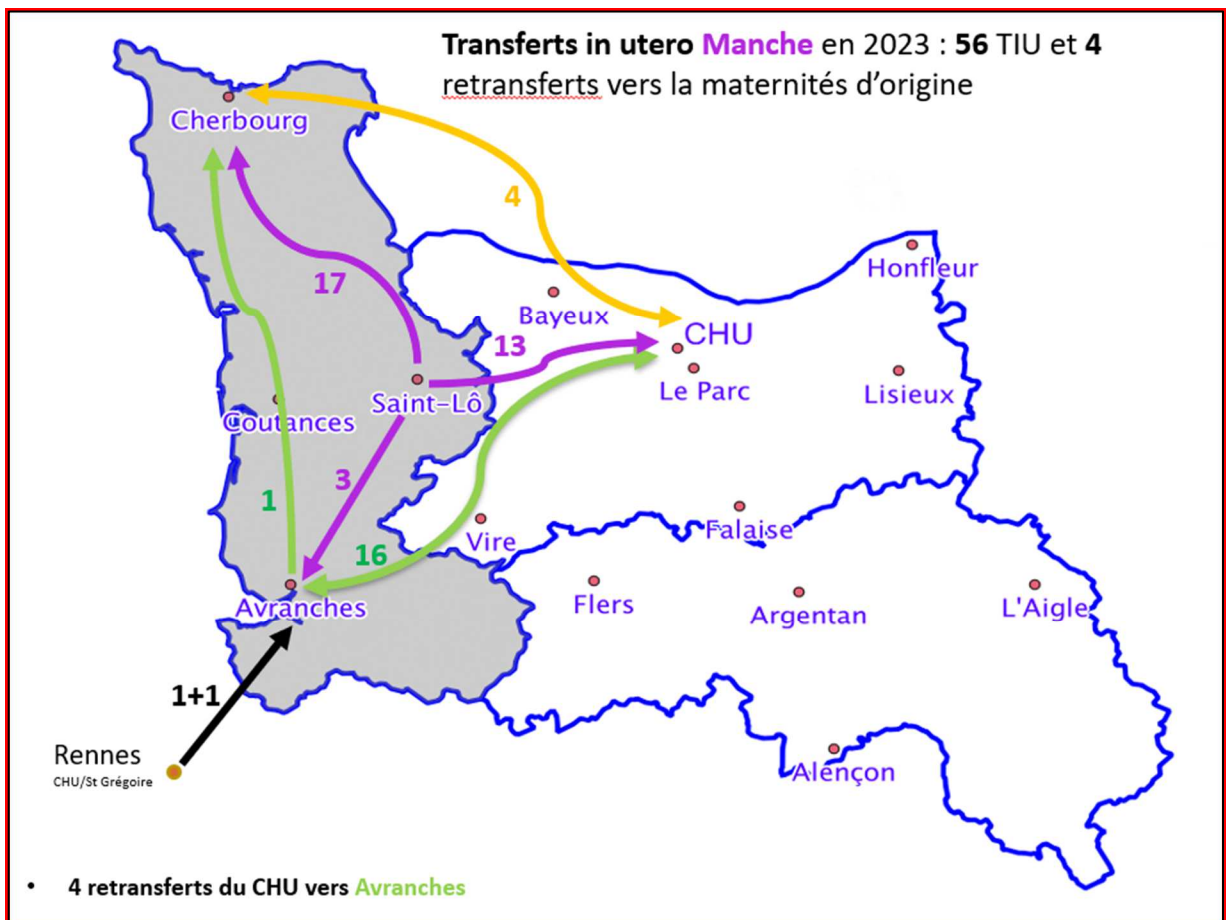 Transferts in utero Manche en 2023 : 56 TIU et 4
retransferts vers la maternités d'origine
Cherbourg
4
Honfleur
17
Bayeux
13
CHU
Le Parc
Lisieux
Saint-Lô
Coutances
3
1
Falaise
Vire
16
Flers
Argentan
L'Aigle
Avranches
1+1
Rennes
CHU/St Grégoire
Alençon
• 4 retransferts du CHU vers Avranches